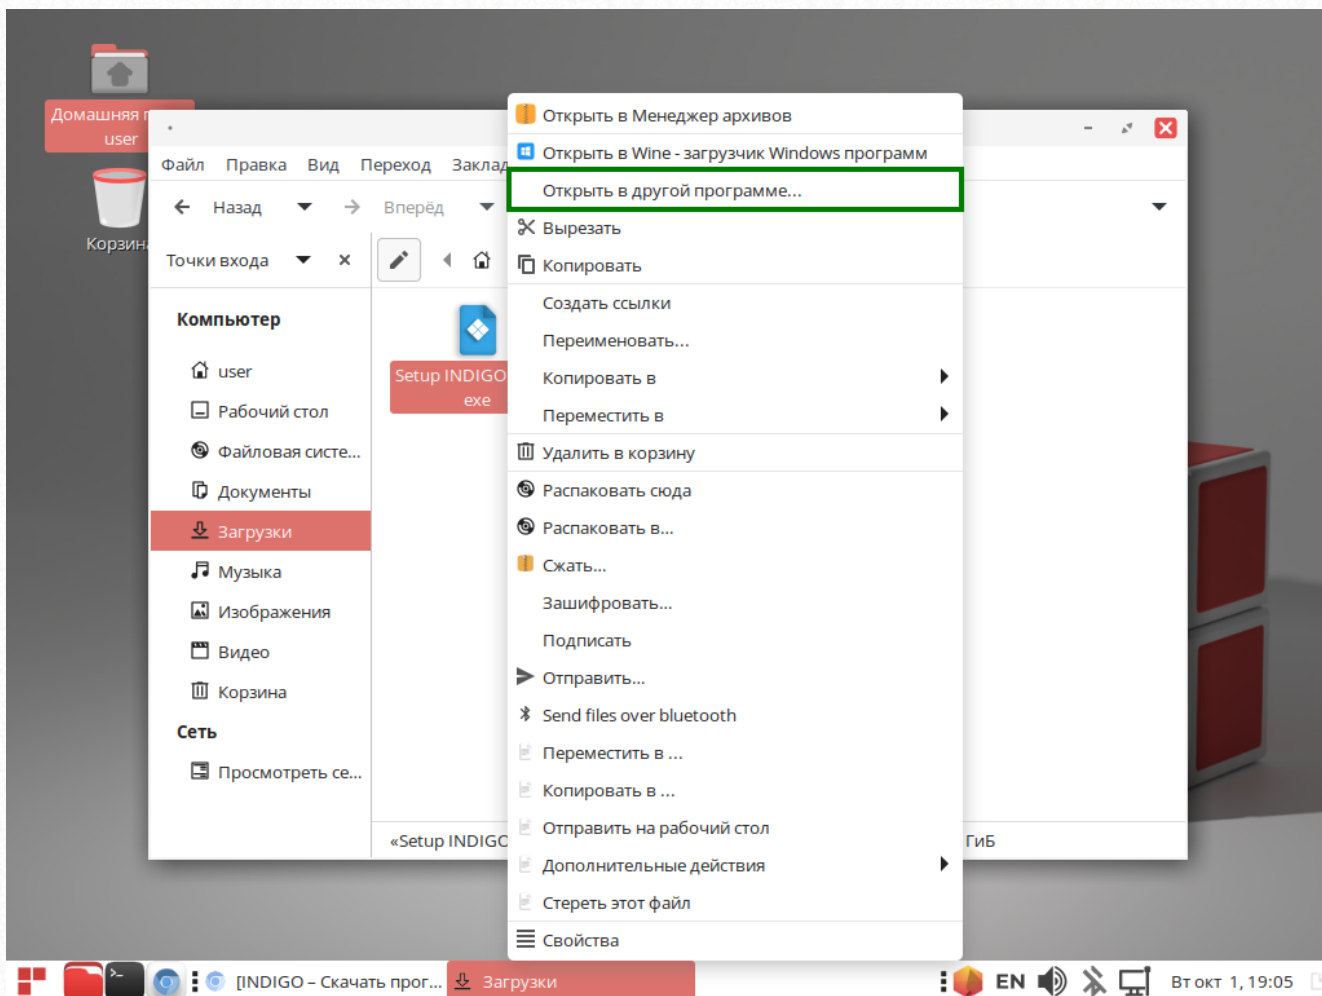 Домашняя п
user
Корзина
Файл Правка Вид Переход Заклад
Назад Вперёд
Точки входа
Компьютер
user
Рабочий стол
Файловая систе...
Документы
Загрузки
Музыка
Изображения
Видео
Корзина
Сеть
Просмотреть се...
Setup INDIGO
exe
«Setup INDIGO
ГиБ
Открыть в Менеджер архивов
Открыть в Wine - загрузчик Windows программ
Открыть в другой программе...
Вырезать
Копировать
Создать ссылки
Переименовать...
Копировать в
Переместить в
Удалить в корзину
Распаковать сюда
Распаковать в...
Сжать...
Зашифровать...
Подписать
Отправить...
Send files over bluetooth
Переместить в ...
Копировать в ...
Отправить на рабочий стол
Дополнительные действия
Стереть этот файл
Свойства
[INDIGO – Скачать прог... Загрузки EN Вт окт 1, 19:05